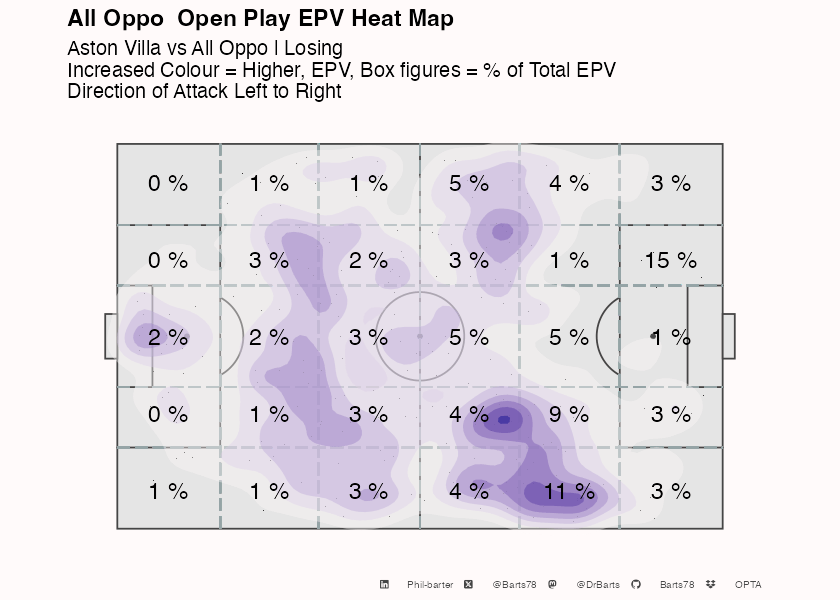 All Oppo  Open Play EPV Heat Map
Aston Villa vs All Oppo | Losing
Increased Colour = Higher, EPV, Box figures = % of Total EPV
Direction of Attack Left to Right
0 % 1 % 1 % 5 % 4 % 3 %
0 % 3 % 2 % 3 % 1 % 15 %
2 % 2 % 3 % 5 % 5 % 1 %
0 % 1 % 3 % 4 % 9 % 3 %
1 % 1 % 3 % 4 % 11 % 3 %
Phil-barter @Barts78 @DrBarts Barts78 OPTA